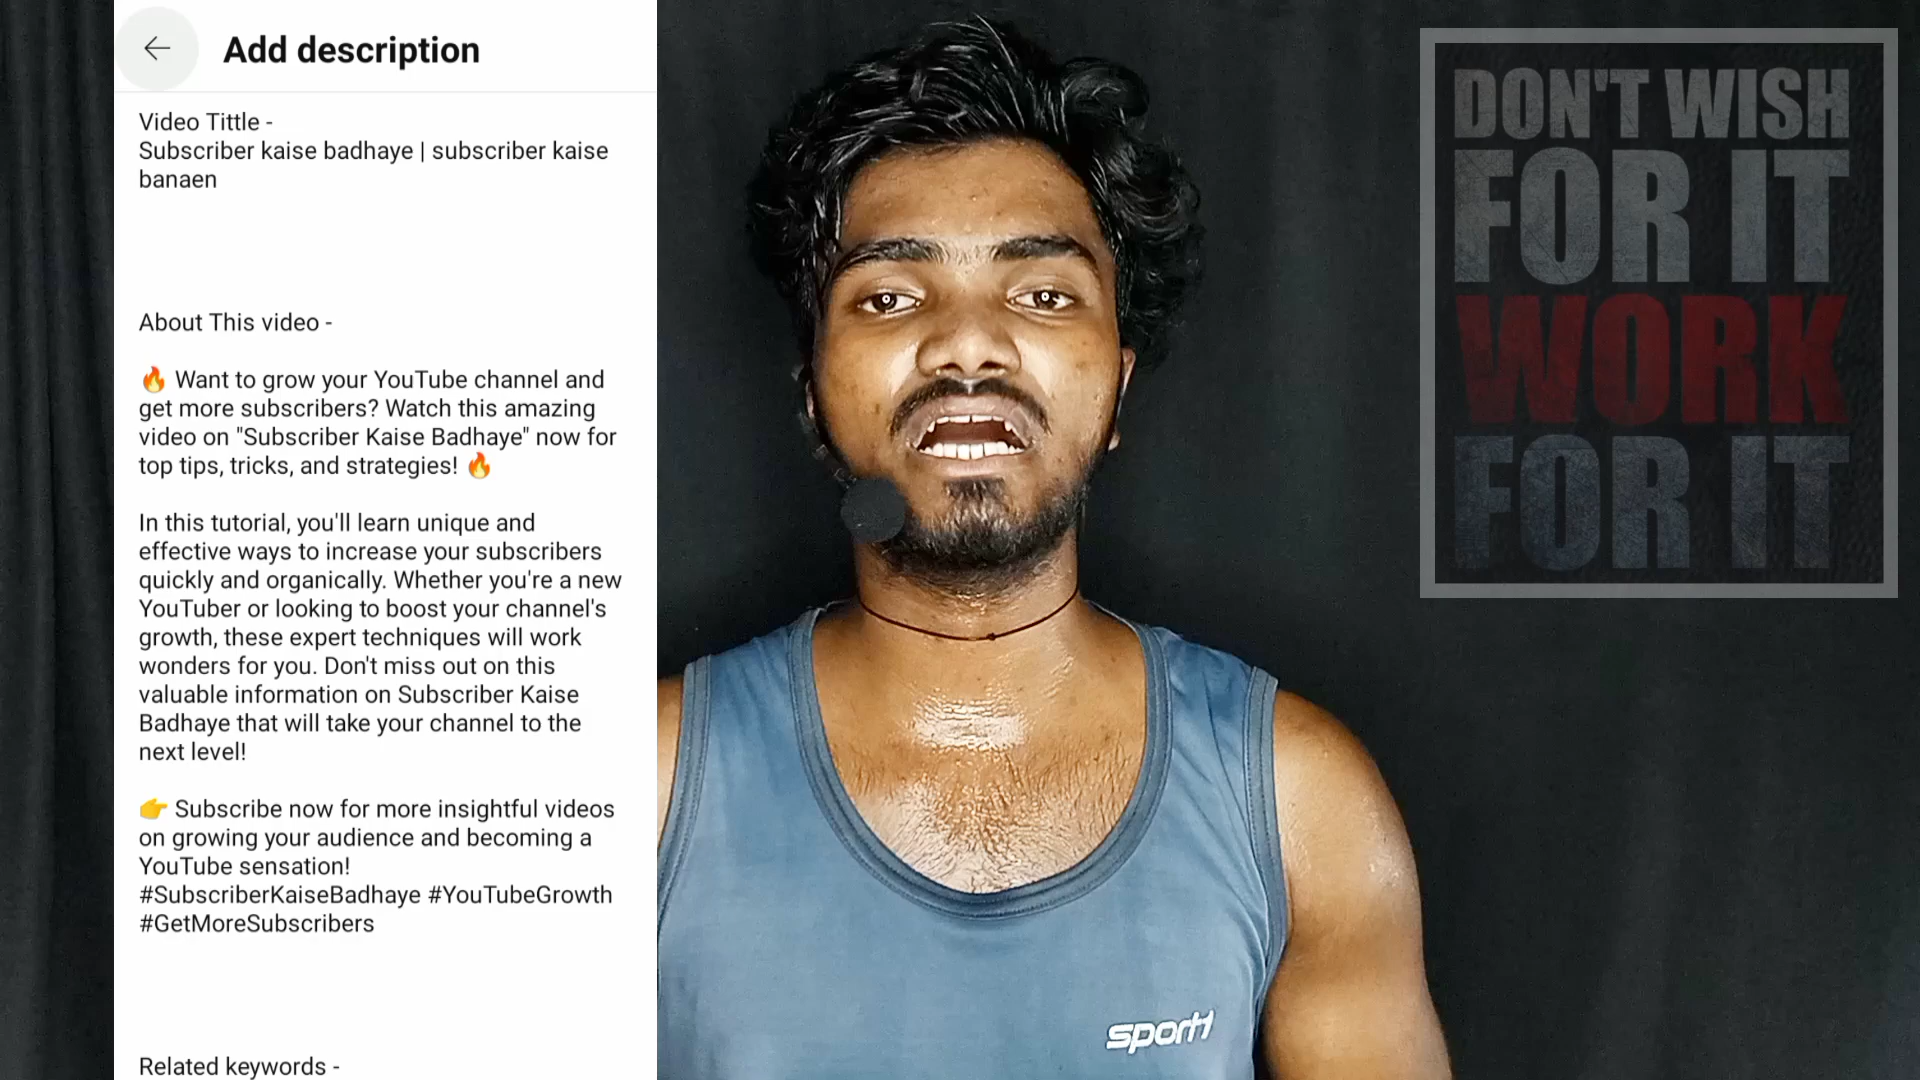 Add description
Video Tittle -
Subscriber kaise badhaye | subscriber kaise
banaen
About This video -
🔥 Want to grow your YouTube channel and
get more subscribers? Watch this amazing
video on "Subscriber Kaise Badhaye" now for
top tips, tricks, and strategies! 🔥
In this tutorial, you'll learn unique and
effective ways to increase your subscribers
quickly and organically. Whether you're a new
YouTuber or looking to boost your channel's
growth, these expert techniques will work
wonders for you. Don't miss out on this
valuable information on Subscriber Kaise
Badhaye that will take your channel to the
next level!
👉 Subscribe now for more insightful videos
on growing your audience and becoming a
YouTube sensation!
#SubscriberKaiseBadhaye #YouTubeGrowth
#GetMoreSubscribers
Related keywords -
DON'T WISH
FOR IT
WORK
FOR IT
sport1